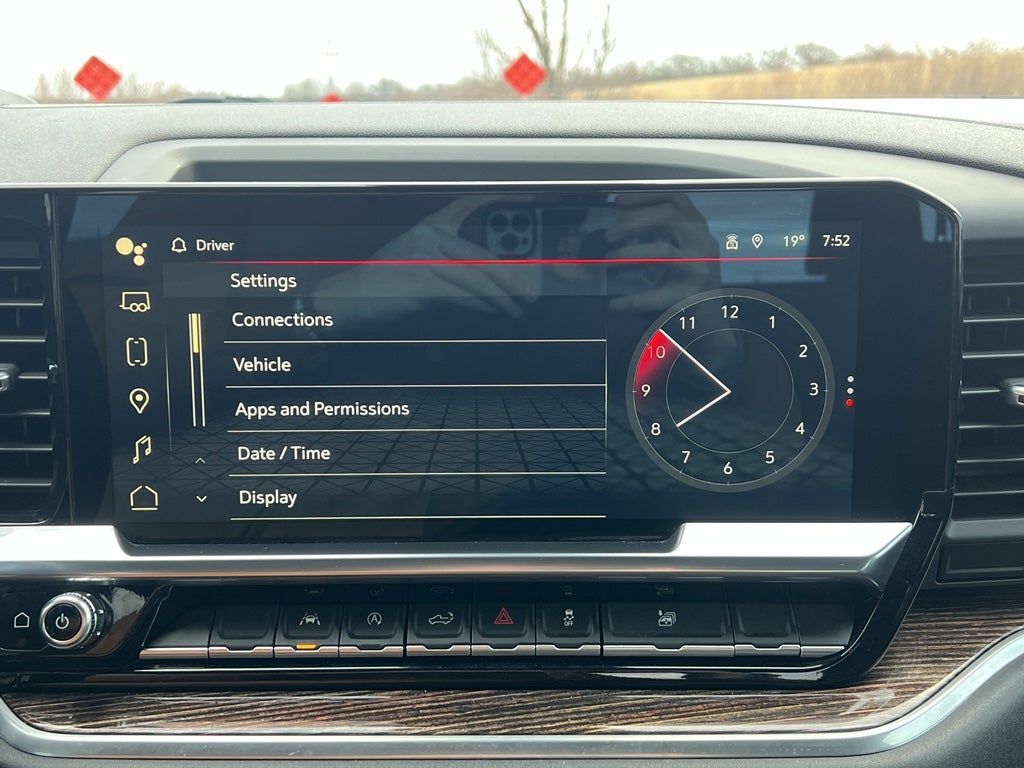 Driver
19° 7:52
Settings
Connections
Vehicle
Apps and Permissions
Date / Time
Display
12
11 1
10 2
9 3
8 4
7 5
6
A
OFF